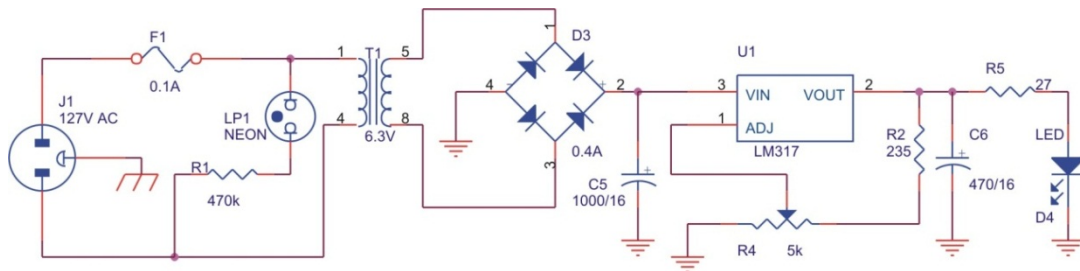 F1
0.1A
J1
127V AC
LP1
NEON
R1
470k
1
4
T1
6.3V
5
8
1
D3
4
-
+
2
3
0.4A
C5
1000/16
+
U1
3
VIN
VOUT
2
1
ADJ
LM317
R4
5k
R2
235
C6
+
470/16
R5
27
LED
D4